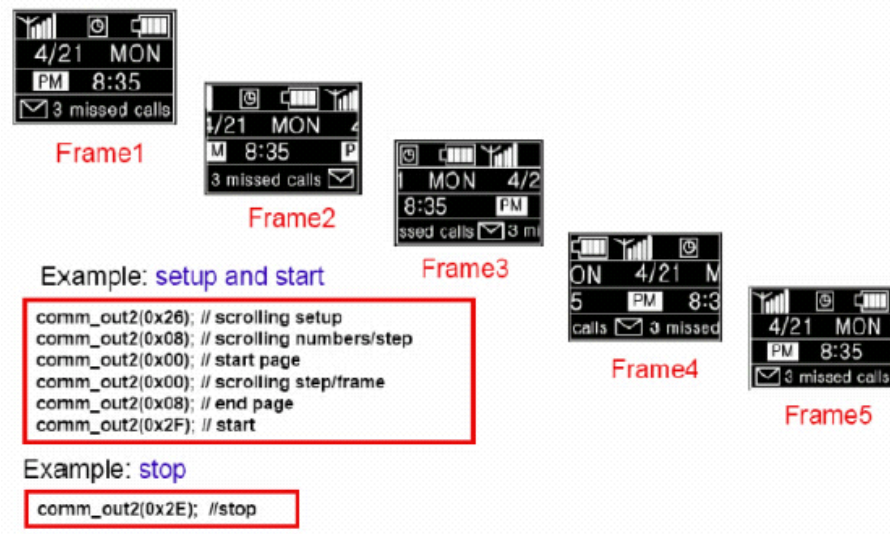 4/21 MON
PM 8:35
3 missed calls
Frame1
4/21 MON 4
M 8:35 P
3 missed calls
Frame2
1 MON 4/2
8:35 PM
ssed calls 3 mi
Frame3
ON 4/21 M
5 PM 8:3
calls 3 missed
Frame4
4/21 MON
PM 8:35
3 missed calls
Frame5
Example: setup and start
comm_out2(0x26); // scrolling setup
comm_out2(0x08); // scrolling numbers/step
comm_out2(0x00); // start page
comm_out2(0x00); // scrolling step/frame
comm_out2(0x08); // end page
comm_out2(0x2F); // start
Example: stop
comm_out2(0x2E); //stop